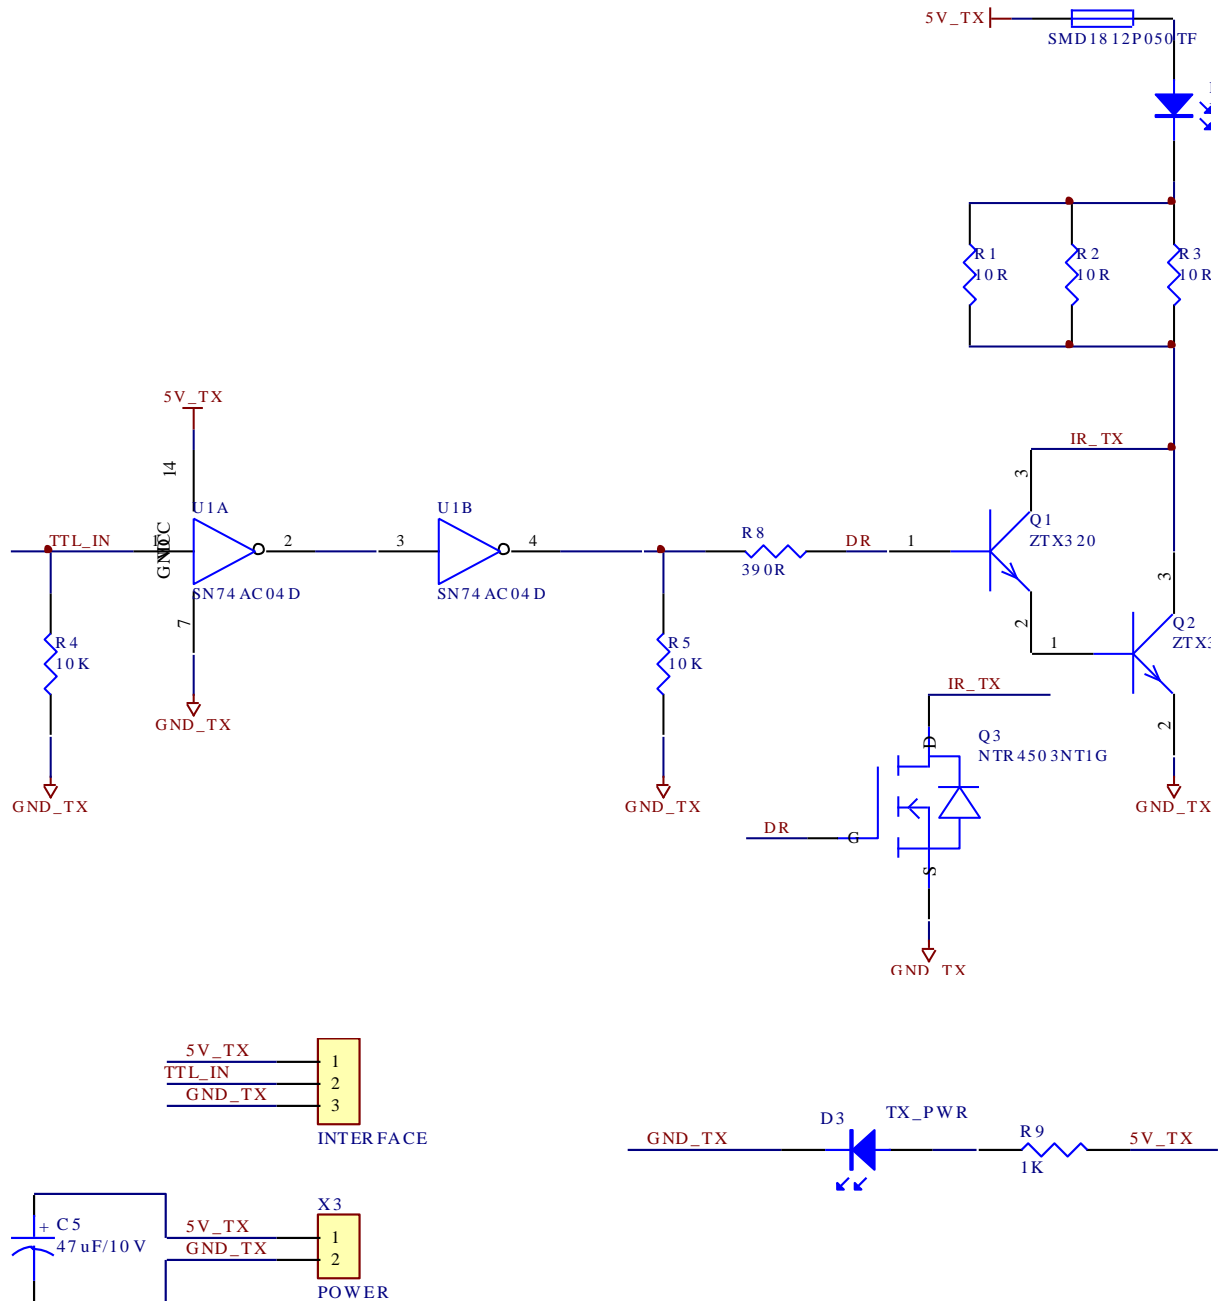 5V_TX
SMD1812P050TF
R1
10R
R2
10R
R3
10R
5V_TX
14
U1A
TTL_IN
1
2
SN74AC04D
7
GND_TX
U1B
3
4
SN74AC04D
R4
10K
GND_TX
R5
10K
GND_TX
R8
390R
DR
1
IR_TX
3
Q1
ZTX320
2
1
3
Q2
2
GND_TX
IR_TX
D
Q3
NTR4503NT1G
DR
G
S
GND_TX
5V_TX
TTL_IN
GND_TX
1
2
3
INTERFACE
GND_TX
D3
TX_PWR
R9
1K
5V_TX
+
C5
47uF/10V
5V_TX
GND_TX
X3
1
2
POWER